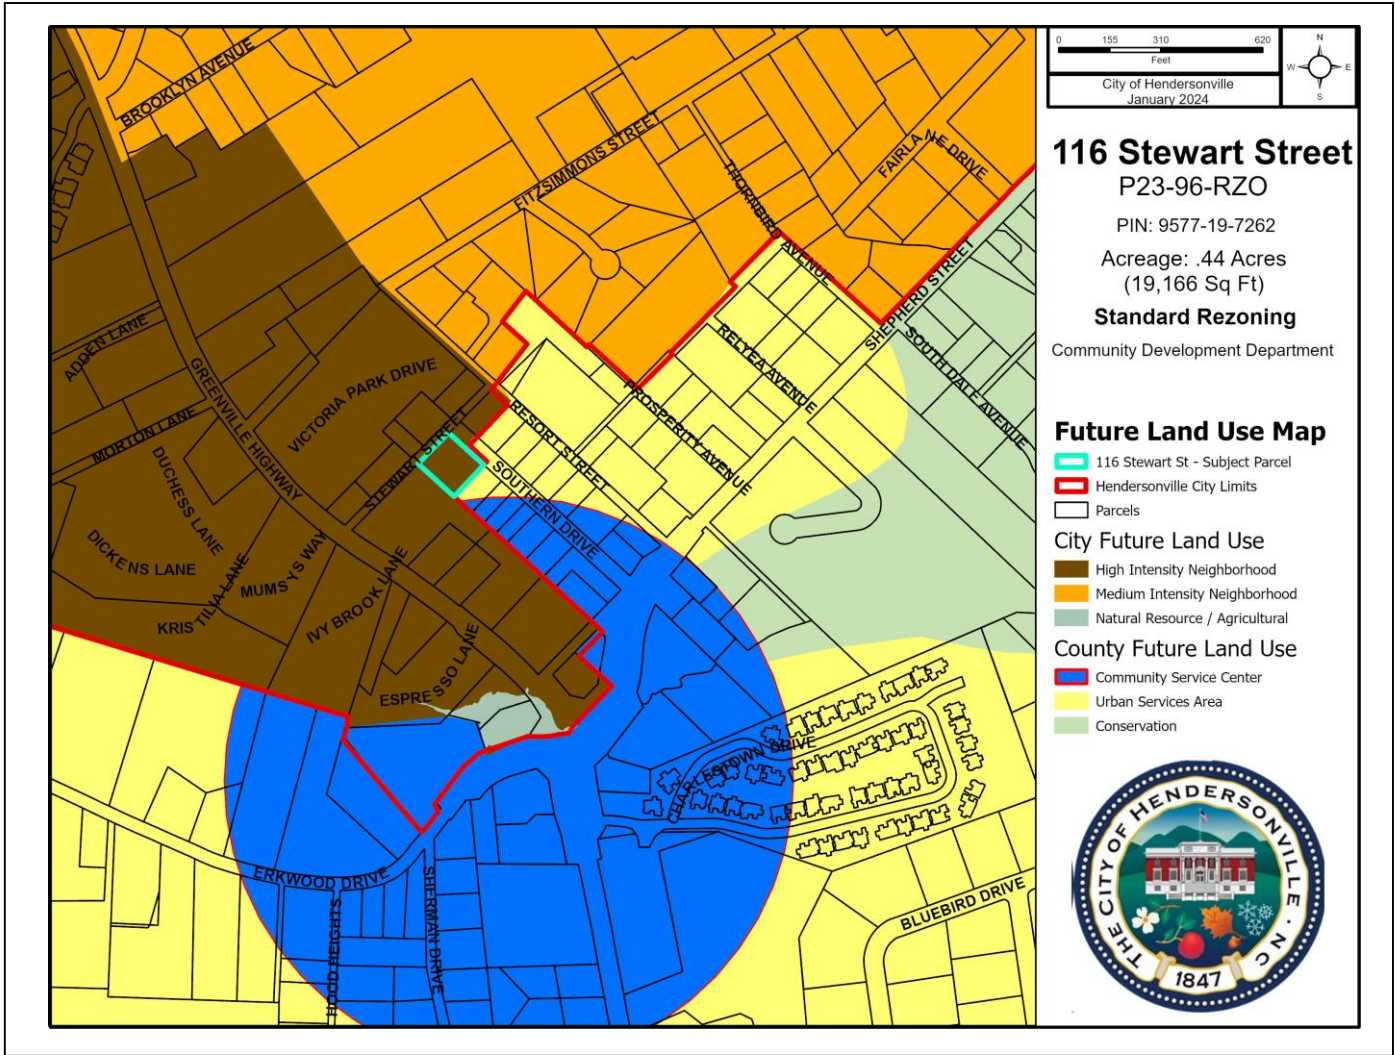 0 155 310 620
Feet
City of Hendersonville
January 2024
N
W E
S
116 Stewart Street
P23-96-RZO
PIN: 9577-19-7262
Acreage: .44 Acres
(19,166 Sq Ft)
Standard Rezoning
Community Development Department
Future Land Use Map
116 Stewart St - Subject Parcel
Hendersonville City Limits
Parcels
City Future Land Use
High Intensity Neighborhood
Medium Intensity Neighborhood
Natural Resource / Agricultural
County Future Land Use
Community Service Center
Urban Services Area
Conservation
THE CITY OF HENDERSONVILLE · NC
1847
BROOKLYN AVENUE
FITZSIMMONS STREET
THORNBIRD AVENUE
FAIRLANE DRIVE
SHEPHERD STREET
SOUTH DALE AVENUE
RELYEA AVENUE
PROSPERITY AVENUE
RESORT STREET
SOUTHERN DRIVE
STEWART STREET
VICTORIA PARK DRIVE
GREENVILLE HIGHWAY
ADDEN LANE
MORTON LANE
DUCHESS LANE
DICKENS LANE
KRISTILIA LANE
MUMSYS WAY
IVY BROOK LANE
ESPRESSO LANE
CHARLESTOWN DRIVE
ERKWOOD DRIVE
HOOD HEIGHTS
SHERMAN DRIVE
BLUEBIRD DRIVE